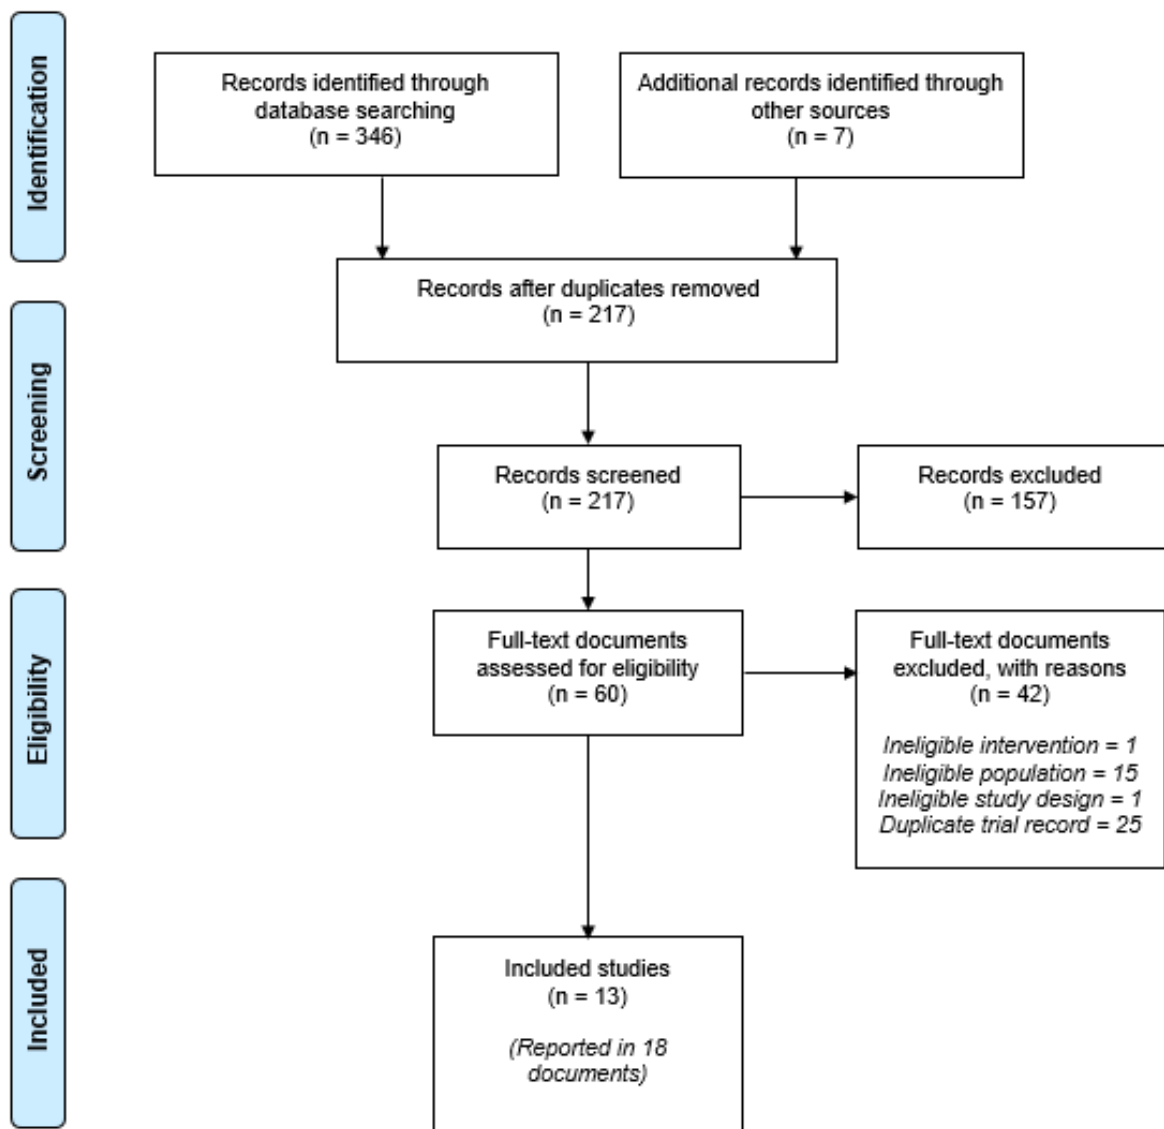 Identification
Records identified through
database searching
(n = 346)
Additional records identified through
other sources
(n = 7)
Records after duplicates removed
(n = 217)
Screening
Records screened
(n = 217)
Records excluded
(n = 157)
Eligibility
Full-text documents
assessed for eligibility
(n = 60)
Full-text documents
excluded, with reasons
(n = 42)
Ineligible intervention = 1
Ineligible population = 15
Ineligible study design = 1
Duplicate trial record = 25
Included
Included studies
(n = 13)
(Reported in 18
documents)